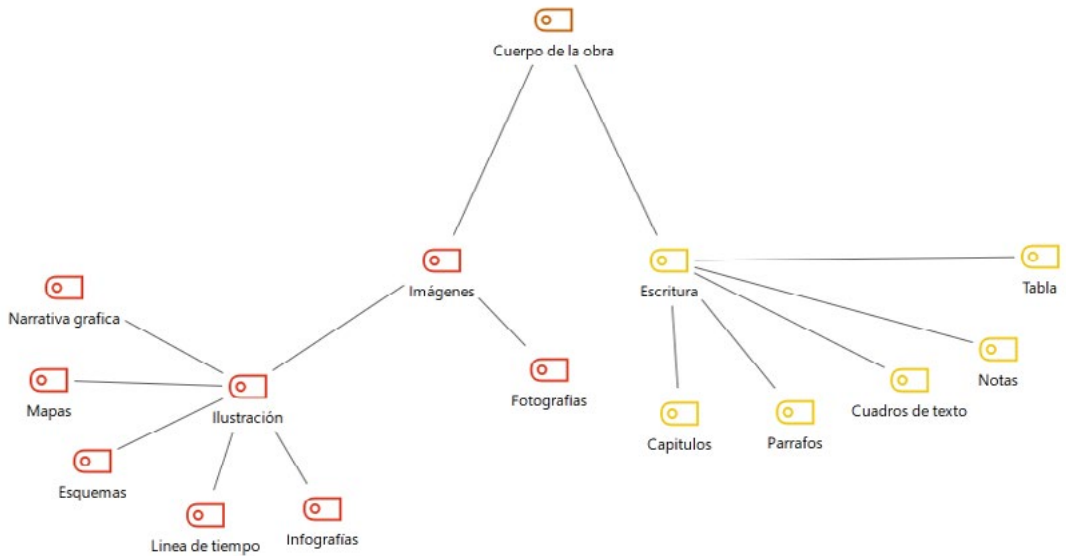 Cuerpo de la obra
Imágenes
Escritura
Tabla
Narrativa grafica
Mapas
Ilustración
Fotografias
Notas
Cuadros de texto
Capitulos
Parrafos
Esquemas
Linea de tiempo
Infografías